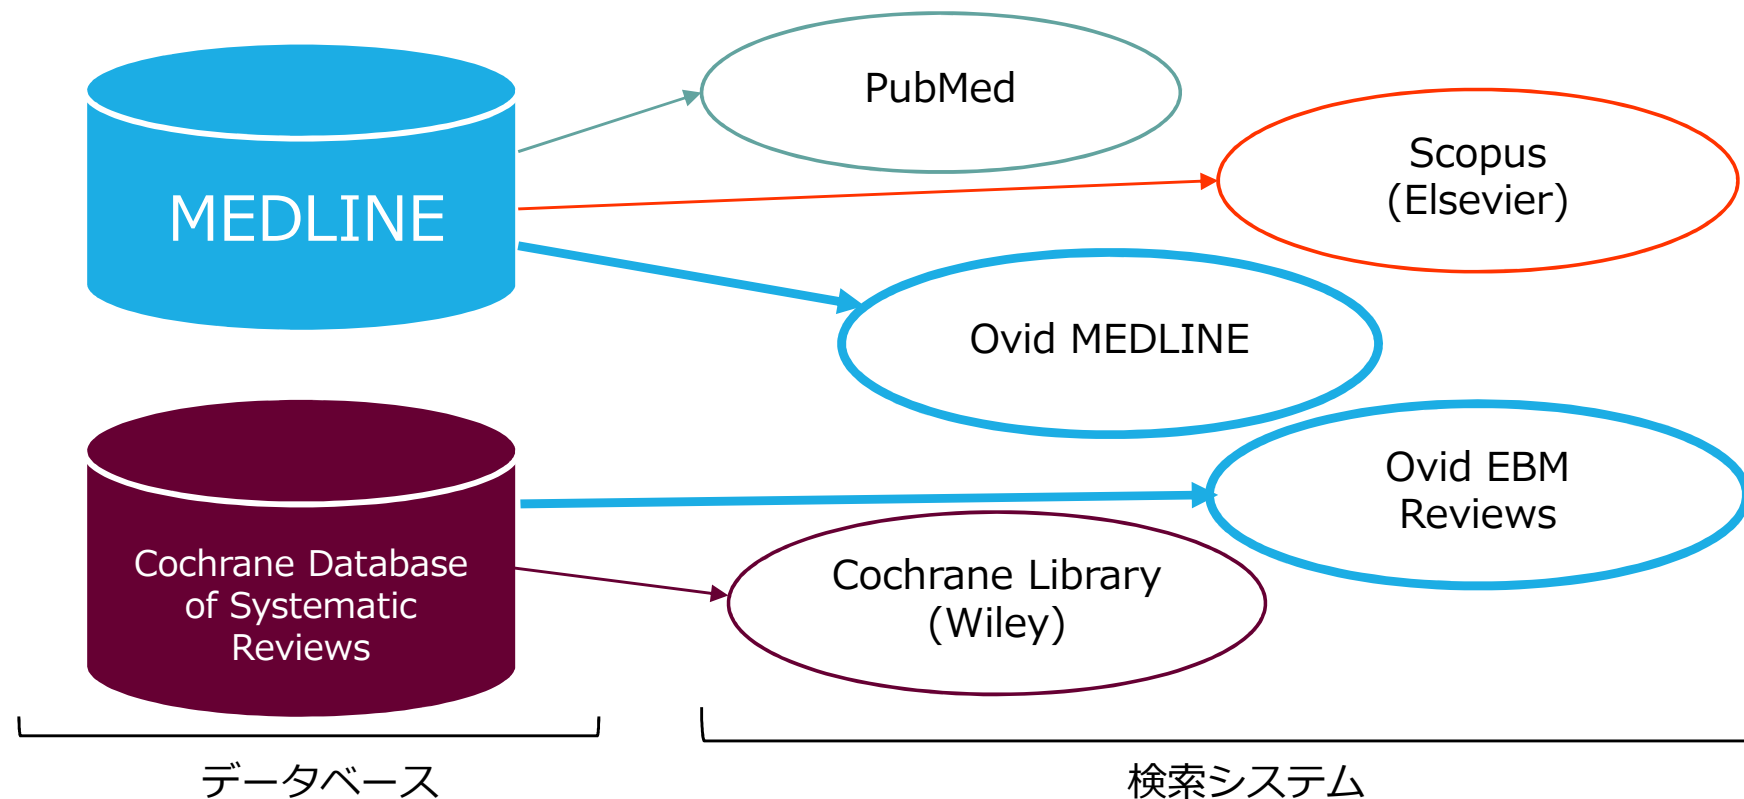 MEDLINE
PubMed
Scopus
(Elsevier)
Ovid MEDLINE
Cochrane Database
of Systematic
Reviews
Ovid EBM
Reviews
Cochrane Library
(Wiley)
データベース
検索システム